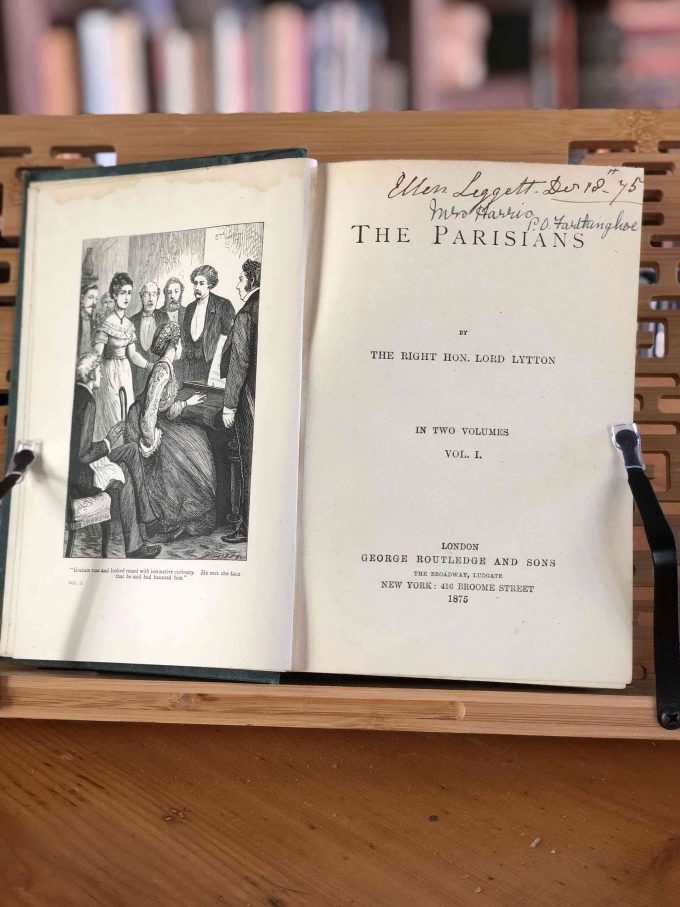 "Graham rose and looked round with instinctive curiosity. He met the face
that he said had haunted him."
VOL. I.
Ellen Leggett. Dec 18th 75
Mrs Harris
P.O. Farthinghoe
THE PARISIANS
BY
THE RIGHT HON. LORD LYTTON
IN TWO VOLUMES
VOL. I.
LONDON
GEORGE ROUTLEDGE AND SONS
THE BROADWAY, LUDGATE
NEW YORK: 416 BROOME STREET
1875